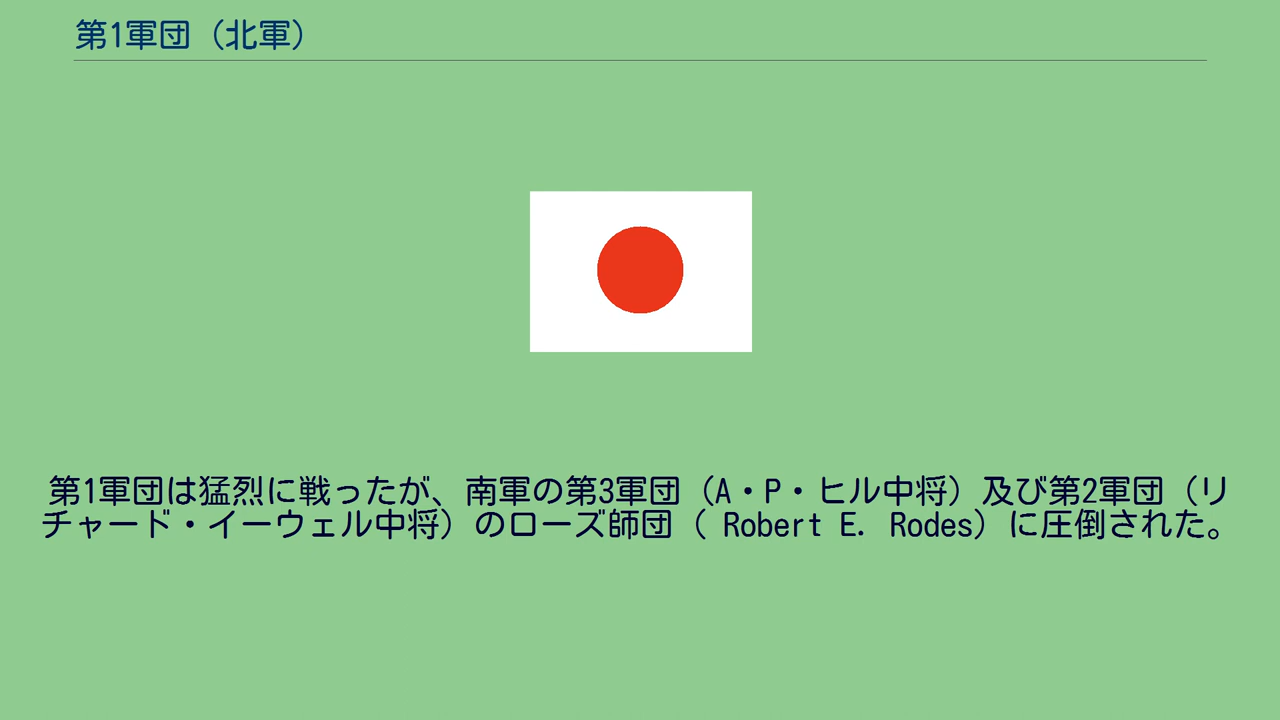 第1軍団（北軍）
第1軍団は猛烈に戦ったが、南軍の第3軍団（A・P・ヒル中将）及び第2軍団（リ
チャード・イーウェル中将）のローズ師団（ Robert E. Rodes）に圧倒された。